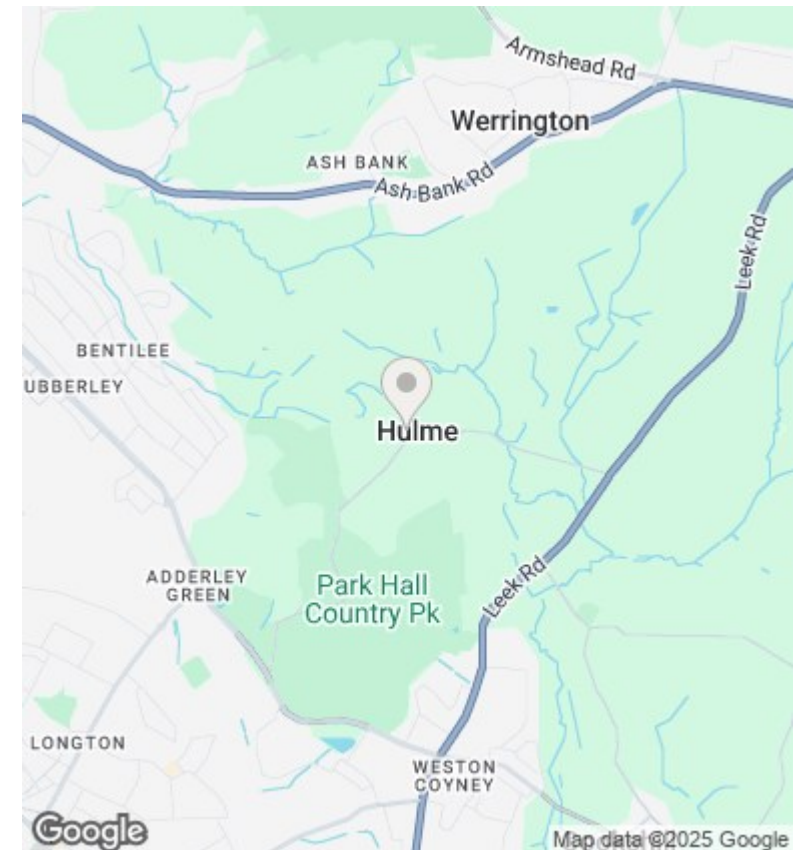 Armshead Rd
Werrington
ASH BANK
Ash Bank Rd
Leek Rd
BENTILEE
UBBERLEY
Hulme
ADDERLEY
GREEN
Park Hall
Country Pk
Leek Rd
LONGTON
WESTON
COYNEY
Google
Map data ©2025 Google